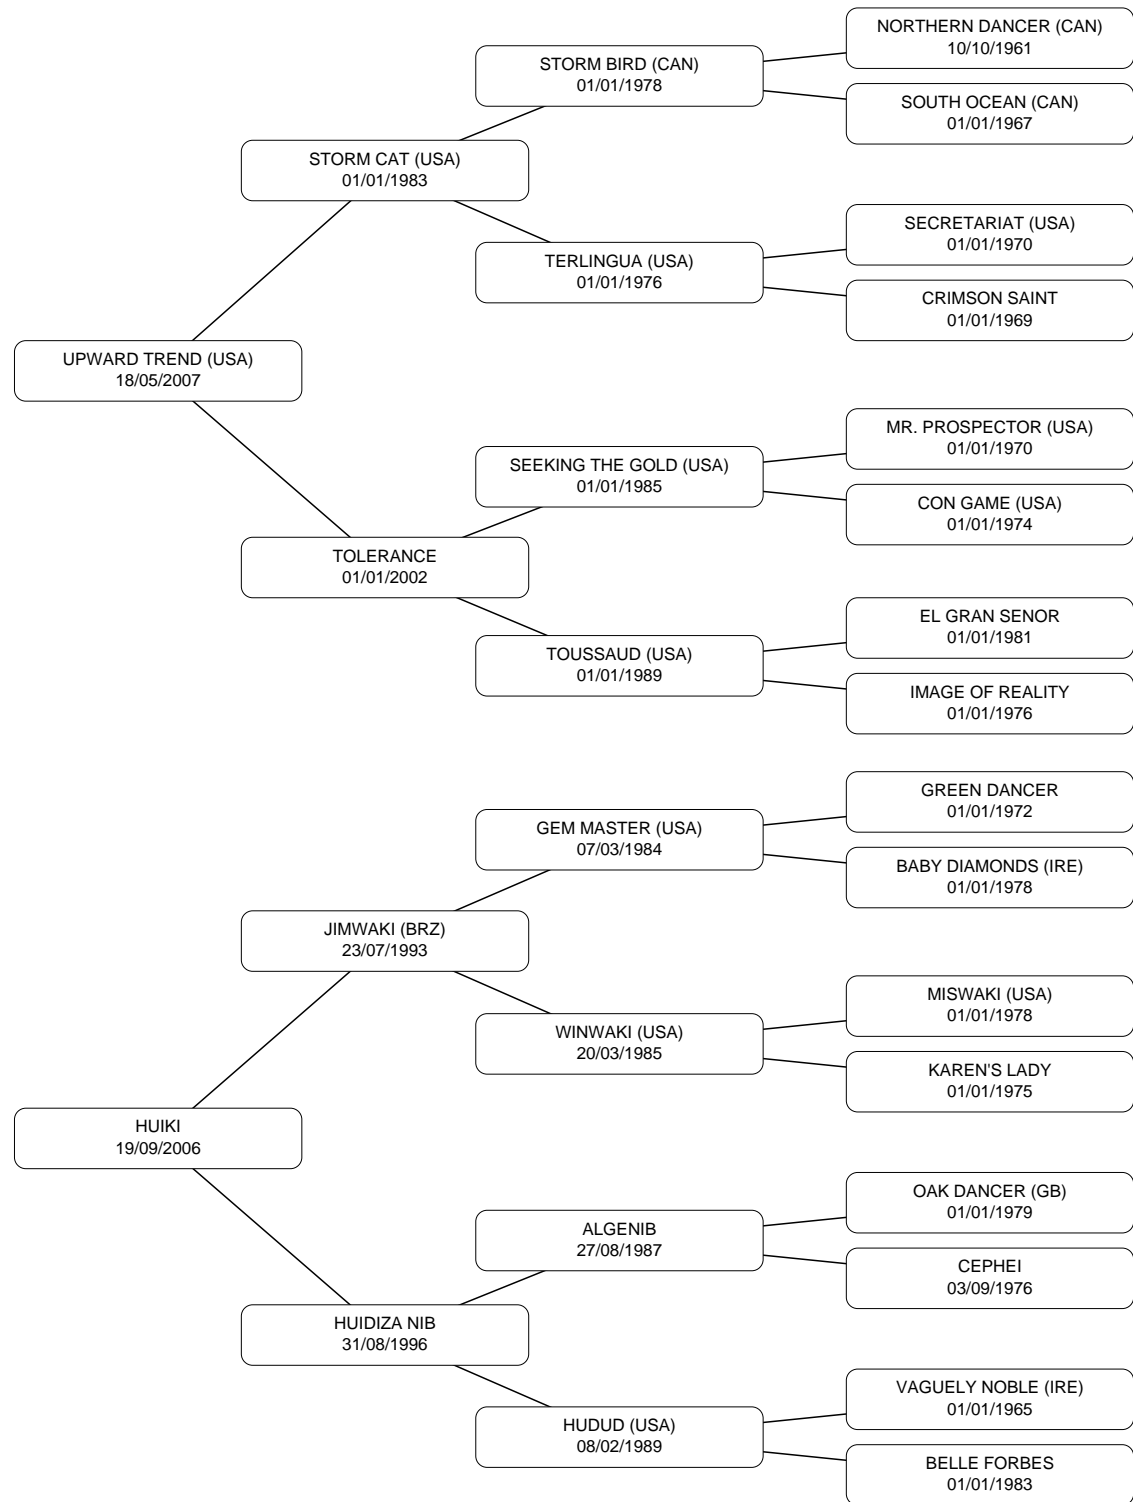 NORTHERN DANCER (CAN)
10/10/1961
STORM BIRD (CAN)
01/01/1978
SOUTH OCEAN (CAN)
01/01/1967
STORM CAT (USA)
01/01/1983
SECRETARIAT (USA)
01/01/1970
TERLINGUA (USA)
01/01/1976
CRIMSON SAINT
01/01/1969
UPWARD TREND (USA)
18/05/2007
MR. PROSPECTOR (USA)
01/01/1970
SEEKING THE GOLD (USA)
01/01/1985
CON GAME (USA)
01/01/1974
TOLERANCE
01/01/2002
EL GRAN SENOR
01/01/1981
TOUSSAUD (USA)
01/01/1989
IMAGE OF REALITY
01/01/1976
GREEN DANCER
01/01/1972
GEM MASTER (USA)
07/03/1984
BABY DIAMONDS (IRE)
01/01/1978
JIMWAKI (BRZ)
23/07/1993
MISWAKI (USA)
01/01/1978
WINWAKI (USA)
20/03/1985
KAREN'S LADY
01/01/1975
HUIKI
19/09/2006
OAK DANCER (GB)
01/01/1979
ALGENIB
27/08/1987
CEPHEI
03/09/1976
HUIDIZA NIB
31/08/1996
VAGUELY NOBLE (IRE)
01/01/1965
HUDUD (USA)
08/02/1989
BELLE FORBES
01/01/1983